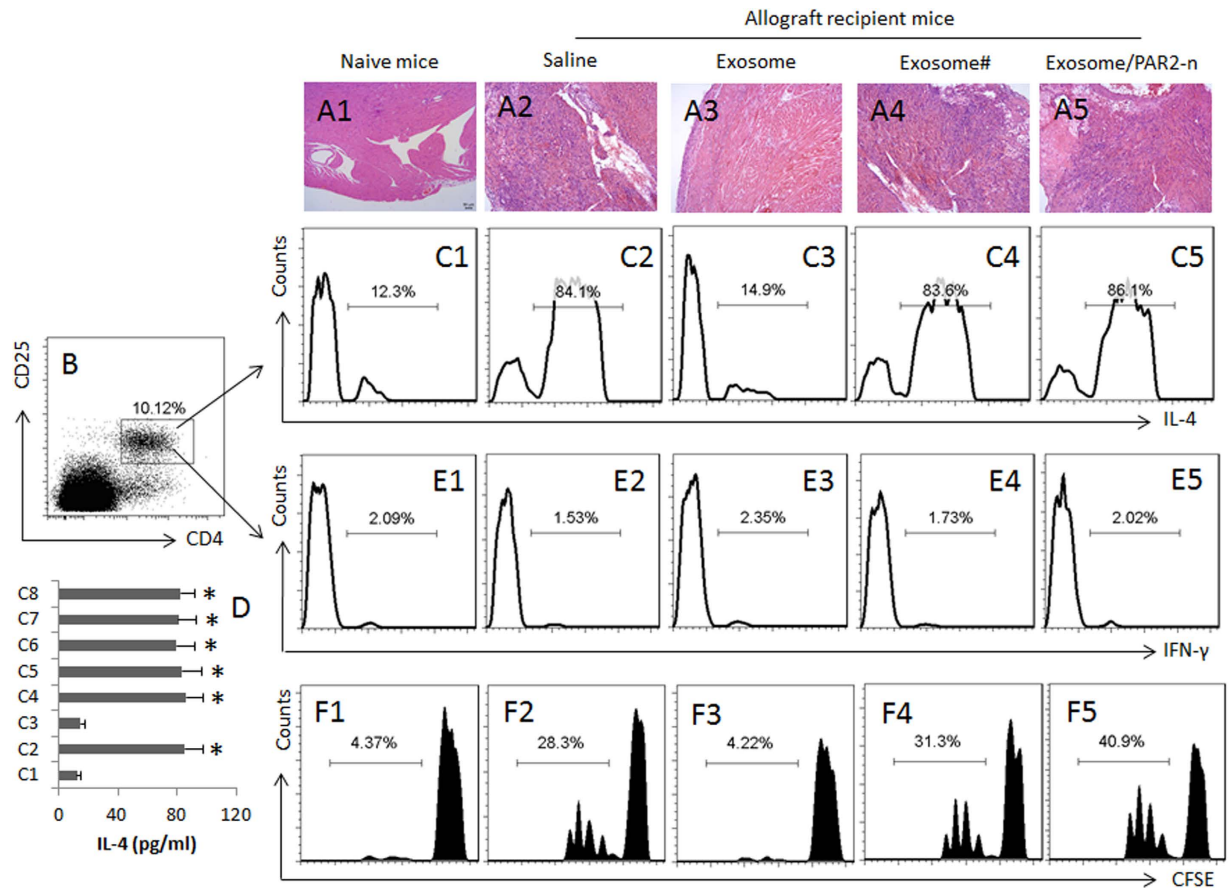 Allograft recipient mice
Naive mice Saline Exosome Exosome# Exosome/PAR2-n
A1 A2 A3 A4 A5
Counts
C1 C2 C3 C4 C5
12.3% 84.1% 14.9% 83.6% 86.1%
IL-4
CD25
B
10.12%
CD4
Counts
E1 E2 E3 E4 E5
2.09% 1.53% 2.35% 1.73% 2.02%
IFN-γ
D
C8 *
C7 *
C6 *
C5 *
C4 *
C3
C2 *
C1
0 40 80 120
IL-4 (pg/ml)
Counts
F1 F2 F3 F4 F5
4.37% 28.3% 4.22% 31.3% 40.9%
CFSE